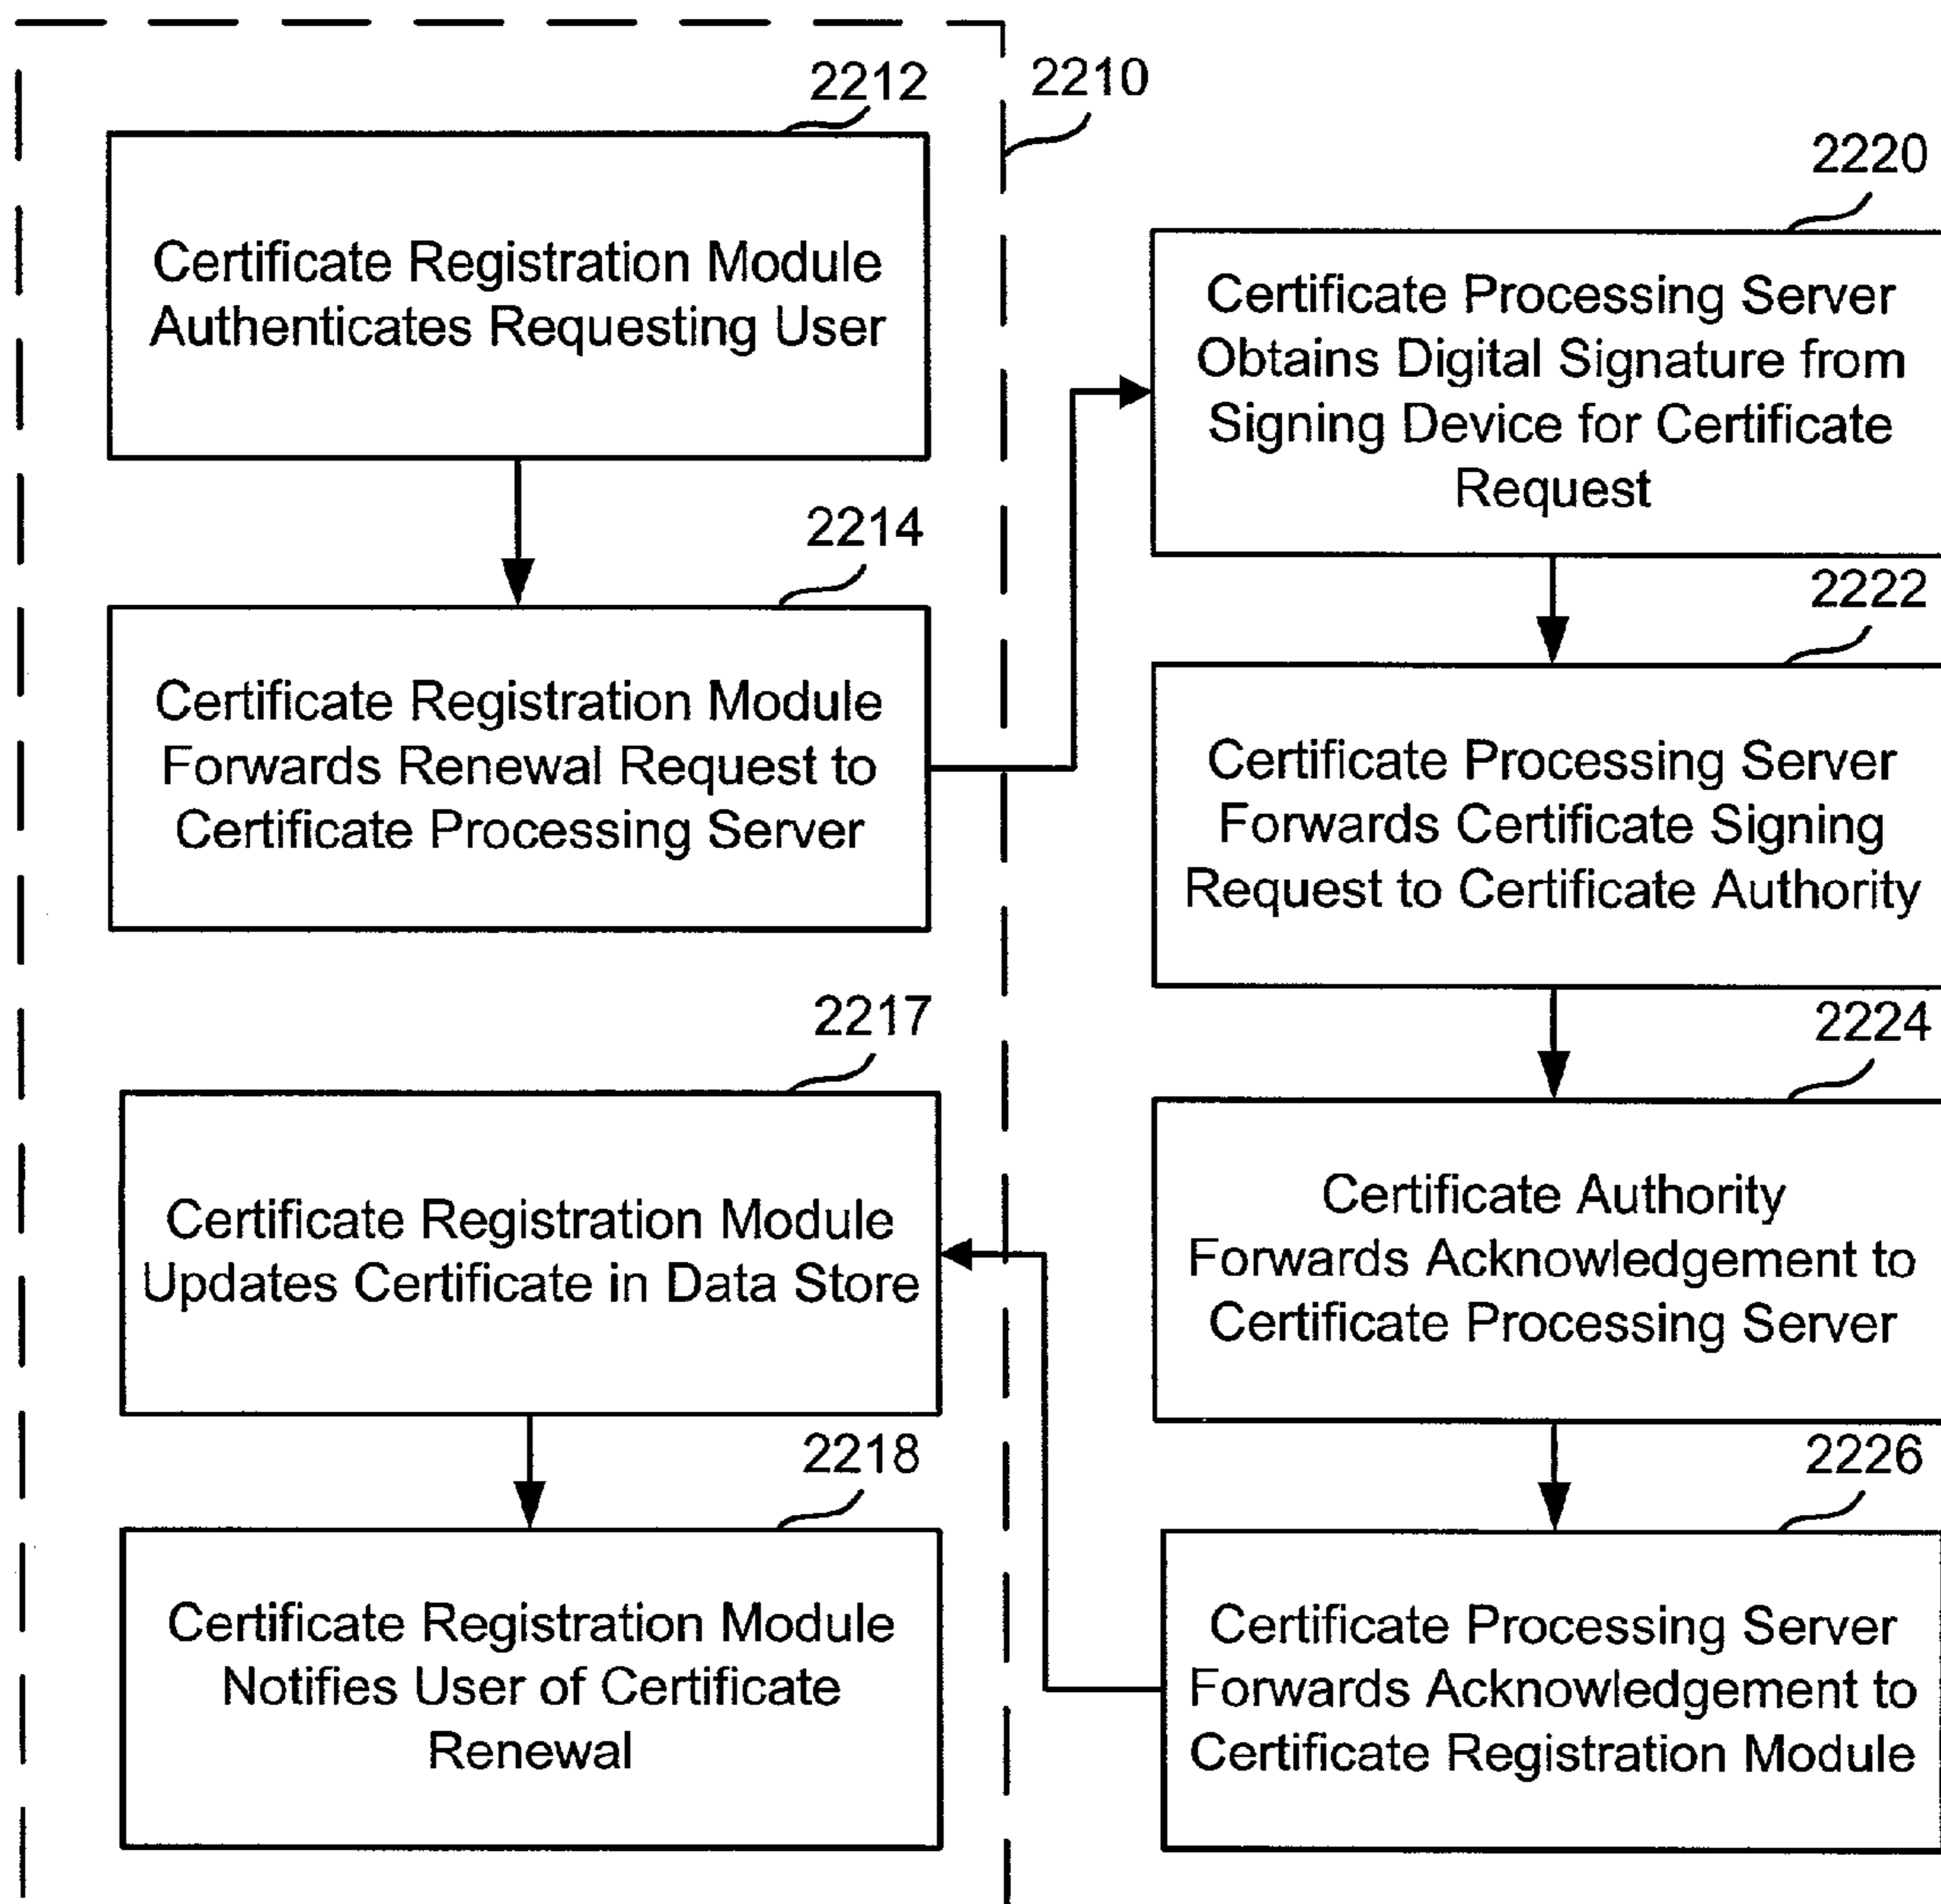 2212
2210
Certificate Registration Module
Authenticates Requesting User
2214
Certificate Registration Module
Forwards Renewal Request to
Certificate Processing Server
2220
Certificate Processing Server
Obtains Digital Signature from
Signing Device for Certificate
Request
2222
Certificate Processing Server
Forwards Certificate Signing
Request to Certificate Authority
2224
Certificate Authority
Forwards Acknowledgement to
Certificate Processing Server
2226
Certificate Processing Server
Forwards Acknowledgement to
Certificate Registration Module
2217
Certificate Registration Module
Updates Certificate in Data Store
2218
Certificate Registration Module
Notifies User of Certificate
Renewal